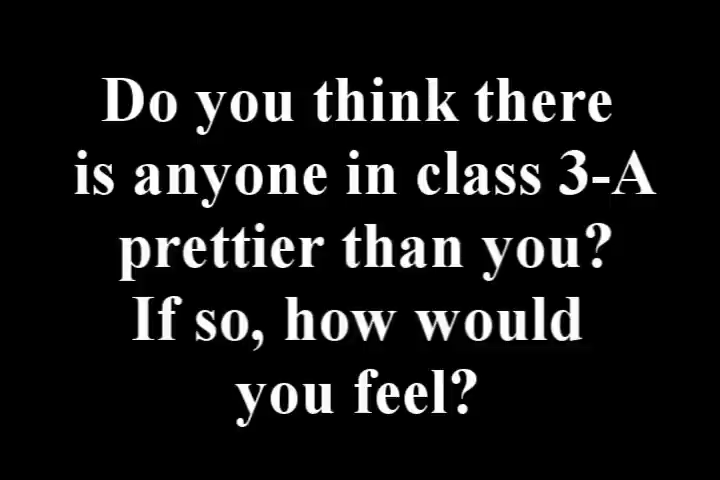 Do you think there
is anyone in class 3-A
prettier than you?
If so, how would
you feel?